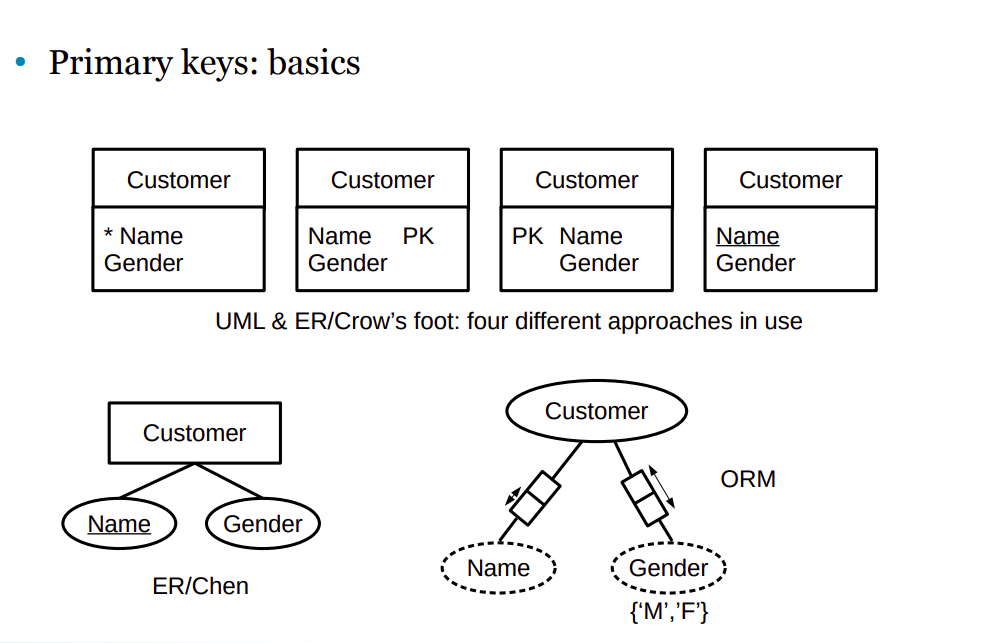 • Primary keys: basics
Customer
* Name
Gender
Customer
Name PK
Gender
Customer
PK Name
Gender
Customer
Name
Gender
UML & ER/Crow’s foot: four different approaches in use
Customer
Name
Gender
ER/Chen
Customer
ORM
Name
Gender
{‘M’,’F’}